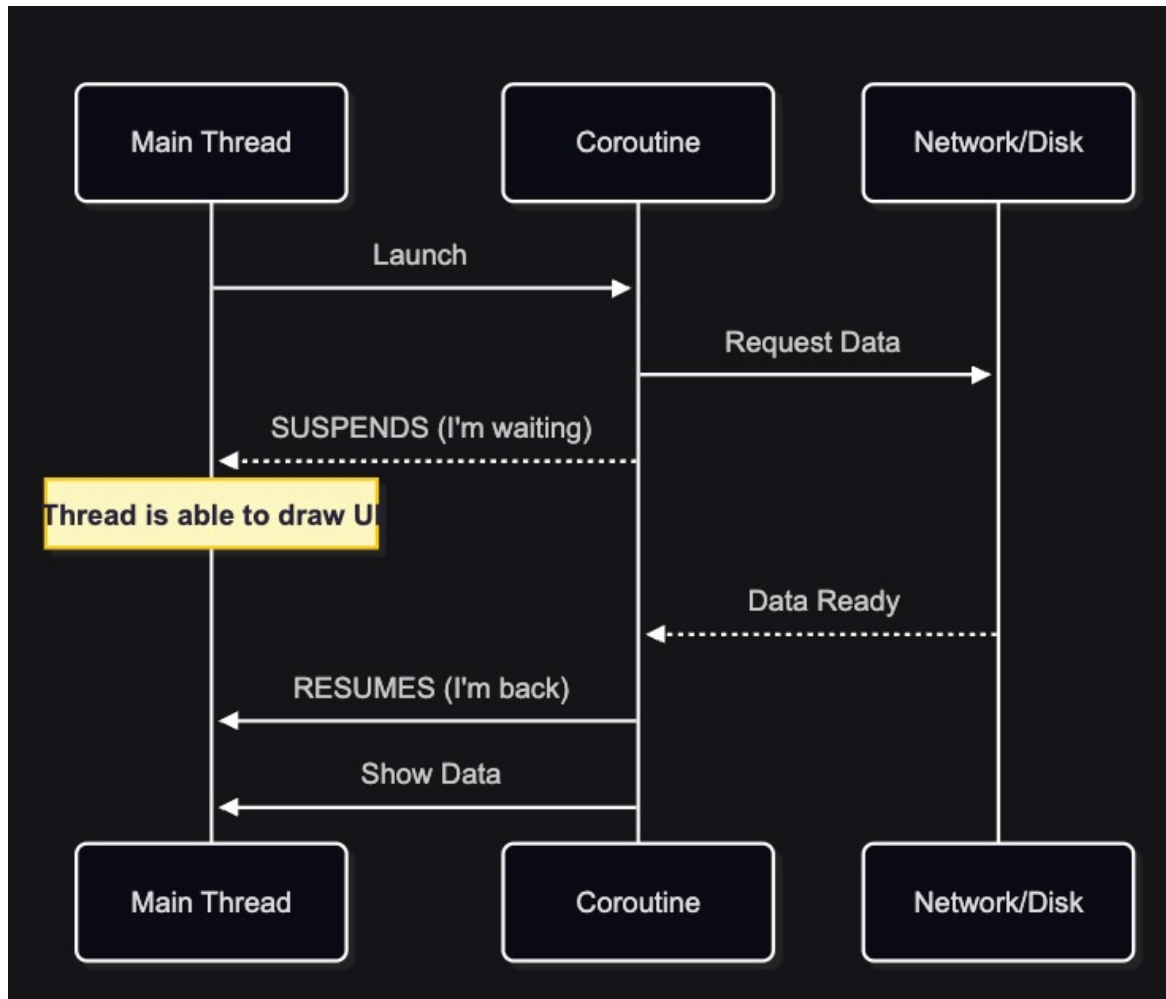 Main Thread
Coroutine
Network/Disk
Launch
Request Data
SUSPENDS (I'm waiting)
Thread is able to draw UI
Data Ready
RESUMES (I'm back)
Show Data
Main Thread
Coroutine
Network/Disk